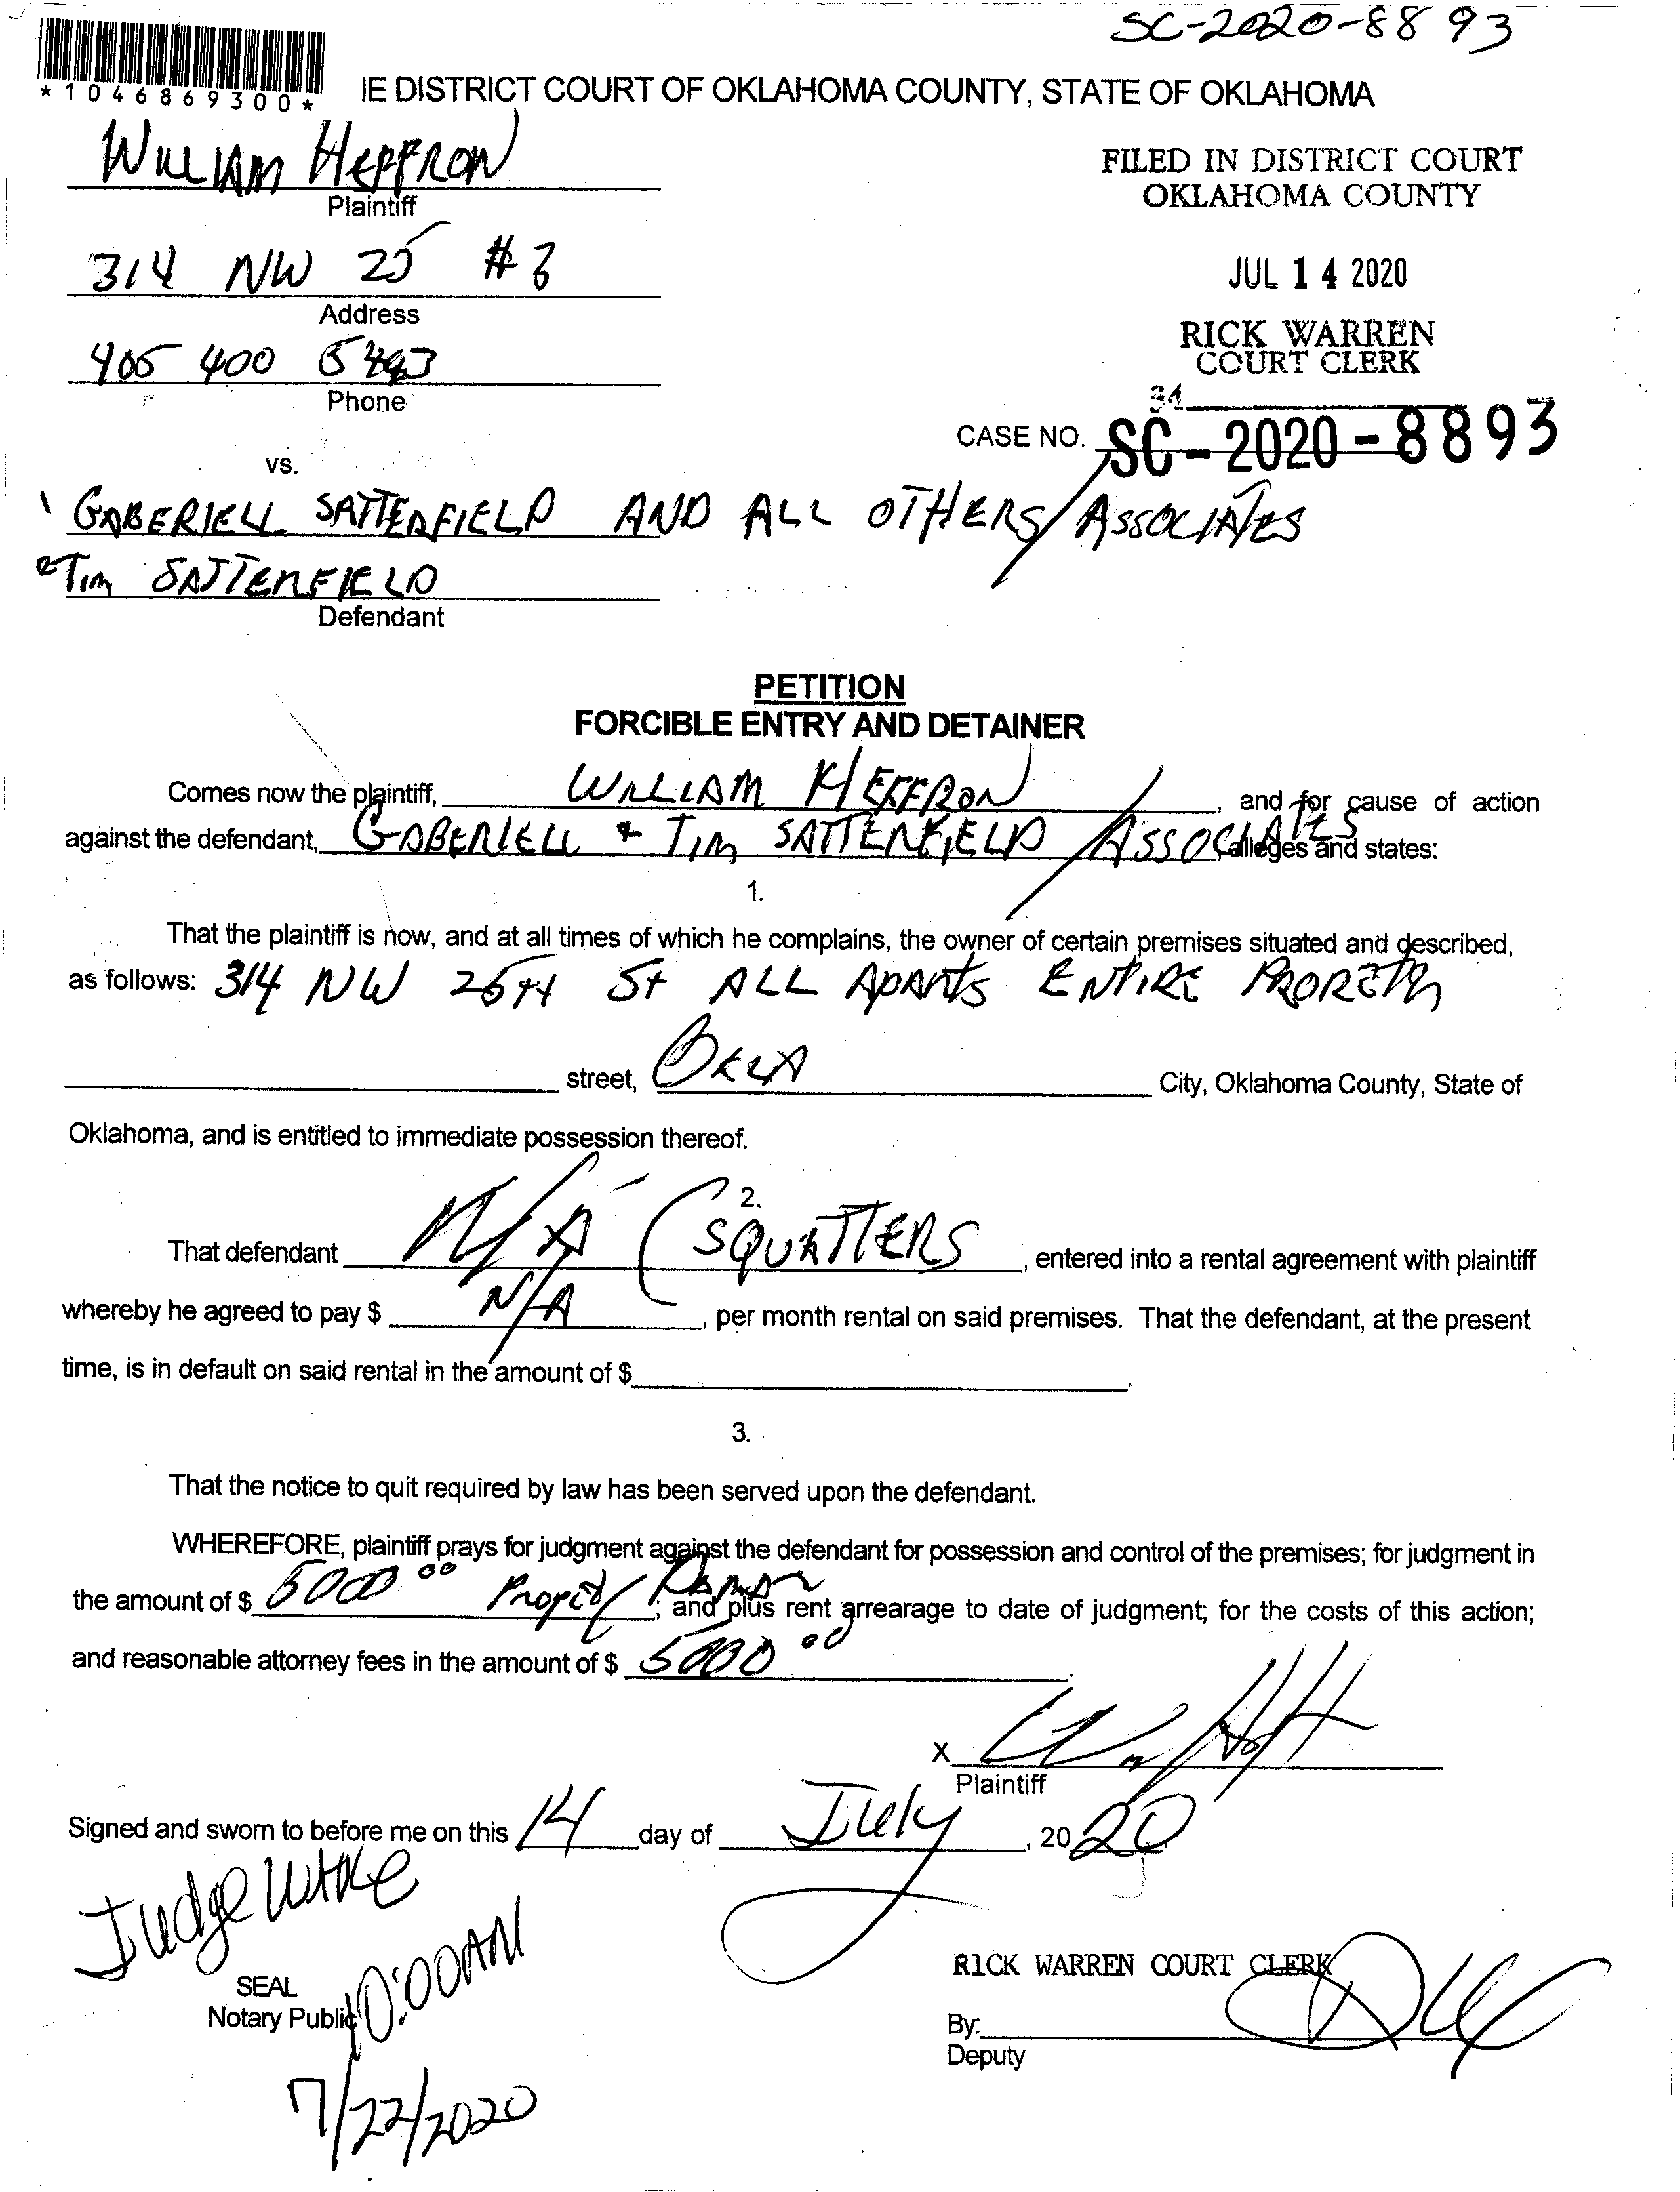 SC-2020-8893
*1046869300*
IE DISTRICT COURT OF OKLAHOMA COUNTY, STATE OF OKLAHOMA
WILLIAM HEFFRON
Plaintiff
FILED IN DISTRICT COURT
OKLAHOMA COUNTY
314 NW 25 #3
Address
JUL 14 2020
RICK WARREN
COURT CLERK
405 400 5493
Phone
34
CASE NO. SC-2020-8893
vs.
1 GABERIELL SATTERFIELD AND ALL OTHERS/ASSOCIATES
2 TIM SATTERFIELD
Defendant
PETITION
FORCIBLE ENTRY AND DETAINER
Comes now the plaintiff, WILLIAM HEFFRON, and for cause of action
against the defendant, GABERIELL & TIM SATTERFIELD / ASSOCIATES alleges and states:
1.
That the plaintiff is now, and at all times of which he complains, the owner of certain premises situated and described,
as follows: 314 NW 25TH St ALL APARTS ENTIRE
street, OKLA City, Oklahoma County, State of
Oklahoma, and is entitled to immediate possession thereof.
2.
That defendant N/A (SQUATTERS, entered into a rental agreement with plaintiff
whereby he agreed to pay $ N/A, per month rental on said premises. That the defendant, at the present
time, is in default on said rental in the amount of $.
3.
That the notice to quit required by law has been served upon the defendant.
WHEREFORE, plaintiff prays for judgment against the defendant for possession and control of the premises; for judgment in
the amount of $ 5000 00; and plus rent arrearage to date of judgment; for the costs of this action;
and reasonable attorney fees in the amount of $ 5000 00.
X
Plaintiff
Signed and sworn to before me on this 14 day of July, 2020
Judge
10:00AM
SEAL
Notary Public
7/22/2020
RICK WARREN COURT CLERK
By:
Deputy